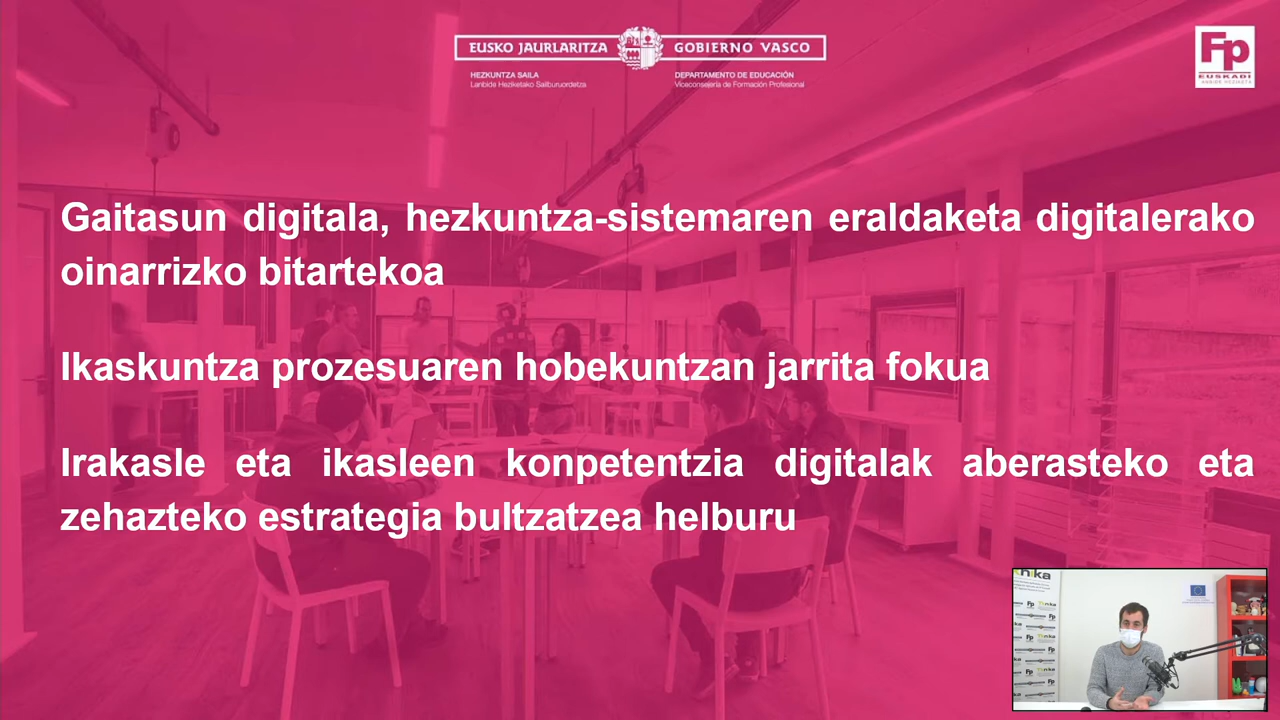 EUSKO JAURLARITZA GOBIERNO VASCO
HEZKUNTZA SAILA
Lanbide Heziketako Sailburuordetza
DEPARTAMENTO DE EDUCACIÓN
Viceconsejería de Formación Profesional
Fp
EUSKADI
Gaitasun digitala, hezkuntza-sistemaren eraldaketa digitalerako
oinarrizko bitartekoa
Ikaskuntza prozesuaren hobekuntzan jarrita fokua
Irakasle eta ikasleen konpetentzia digitalak aberasteko eta
zehazteko estrategia bultzatzea helburu